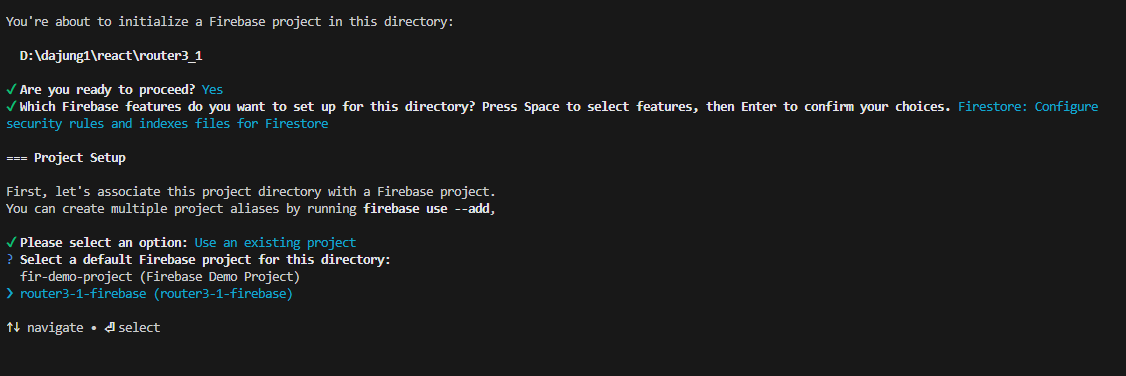 You're about to initialize a Firebase project in this directory:
D:\dajung1\react\router3_1
✔ Are you ready to proceed? Yes
✔ Which Firebase features do you want to set up for this directory? Press Space to select features, then Enter to confirm your choices. Firestore: Configure
security rules and indexes files for Firestore
=== Project Setup
First, let's associate this project directory with a Firebase project.
You can create multiple project aliases by running firebase use --add,
✔ Please select an option: Use an existing project
? Select a default Firebase project for this directory:
fir-demo-project (Firebase Demo Project)
❯ router3-1-firebase (router3-1-firebase)
↑↓ navigate • ⏎ select